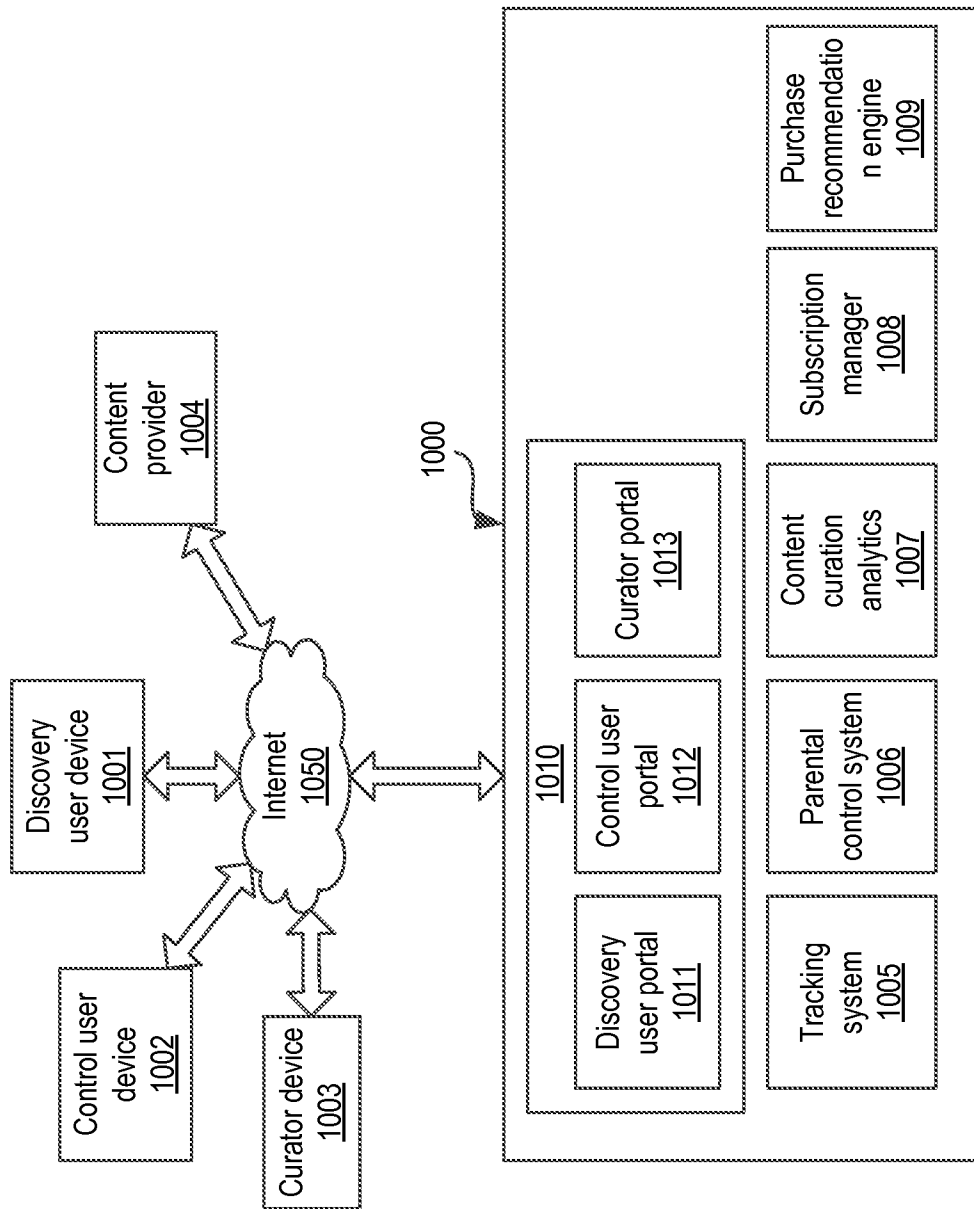 Control user
device
1002
Discovery
user device
1001
Content
provider
1004
Curator device
1003
Internet
1050
1000
1010
Discovery
user portal
1011
Control user
portal
1012
Curator portal
1013
Tracking
system
1005
Parental
control system
1006
Content
curation
analytics
1007
Subscription
manager
1008
Purchase
recommendatio
n engine
1009